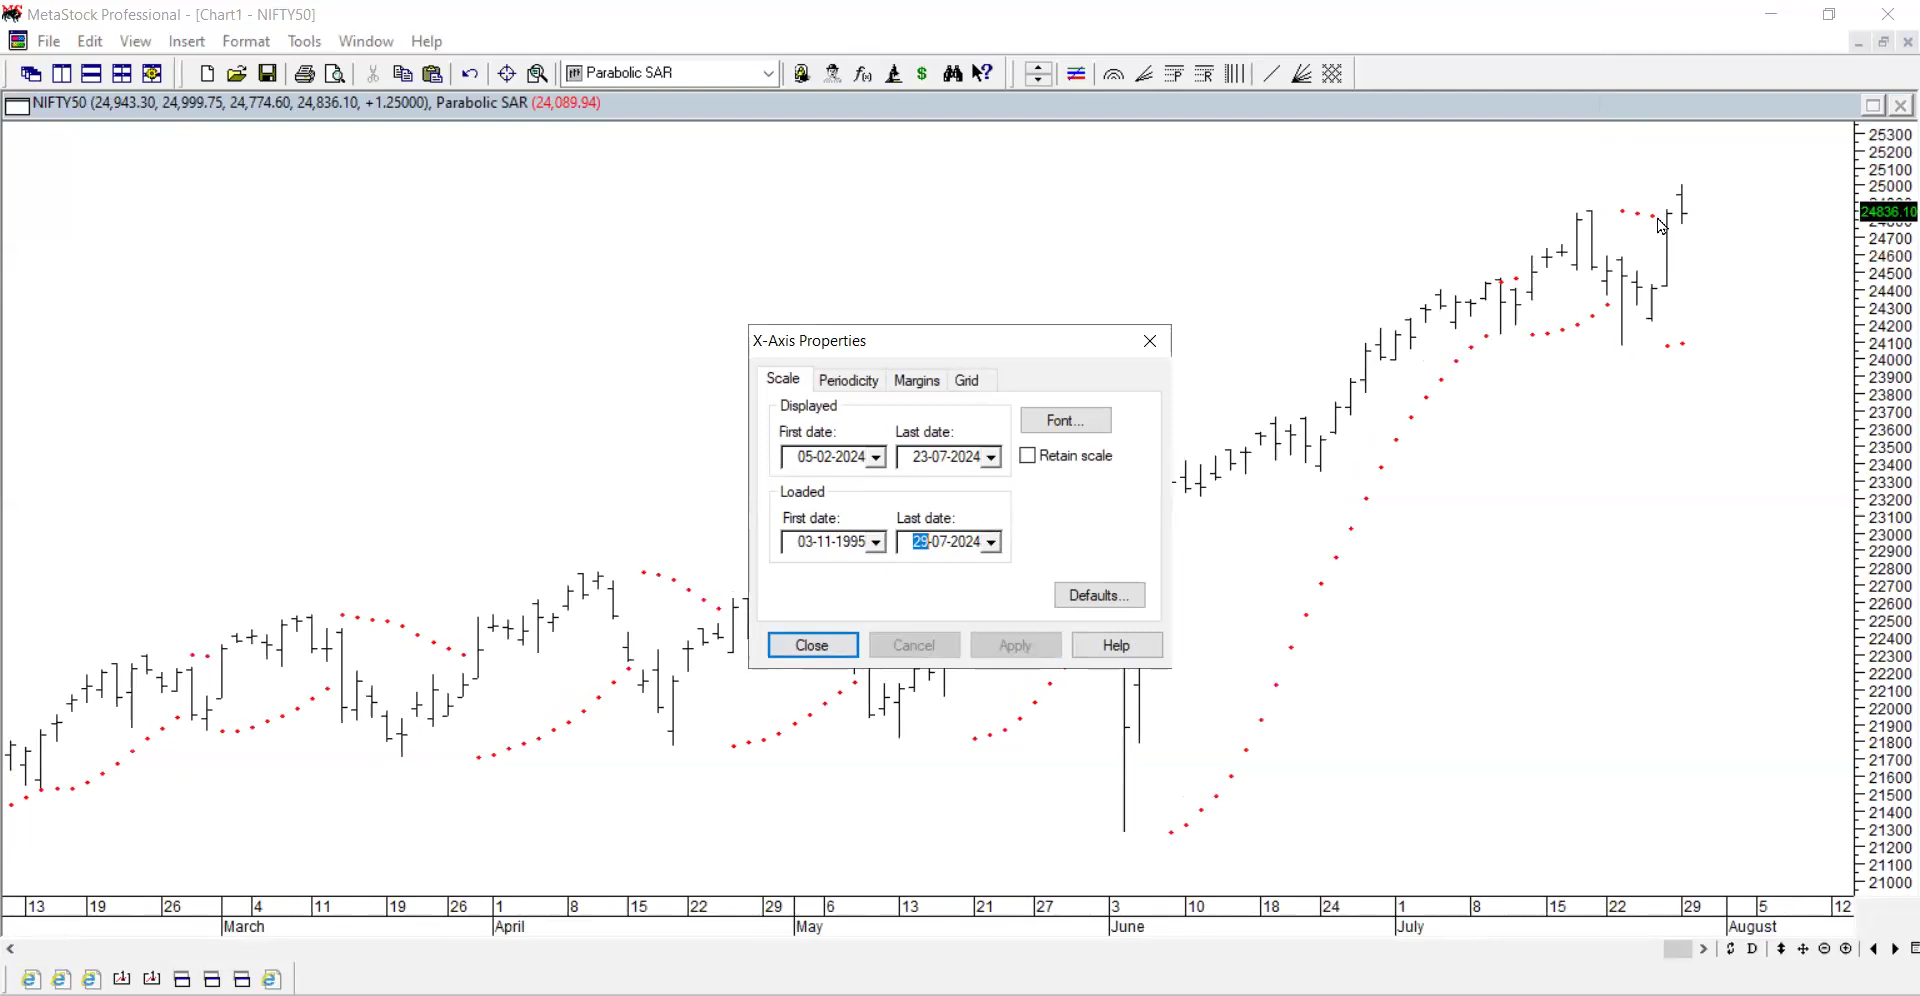 MetaStock Professional - [Chart1 - NIFTY50]
File Edit View Insert Format Tools Window Help
Parabolic SAR
NIFTY50 (24,943.30, 24,999.75, 24,774.60, 24,836.10, +1.25000), Parabolic SAR (24,089.94)
25300
25200
25100
25000
24836.10
24700
24600
24500
24400
24300
24200
24100
24000
23900
23800
23700
23600
23500
23400
23300
23200
23100
23000
22900
22800
22700
22600
22500
22400
22300
22200
22100
22000
21900
21800
21700
21600
21500
21400
21300
21200
21100
21000
X-Axis Properties
Scale Periodicity Margins Grid
Displayed
First date: Last date:
05-02-2024 23-07-2024
Font...
Retain scale
Loaded
First date: Last date:
03-11-1995 29-07-2024
Defaults...
Close Cancel Apply Help
13 19 26 4 11 19 26 1 8 15 22 29 6 13 21 27 3 10 18 24 1 8 15 22 29 5 12
March April May June July August
D